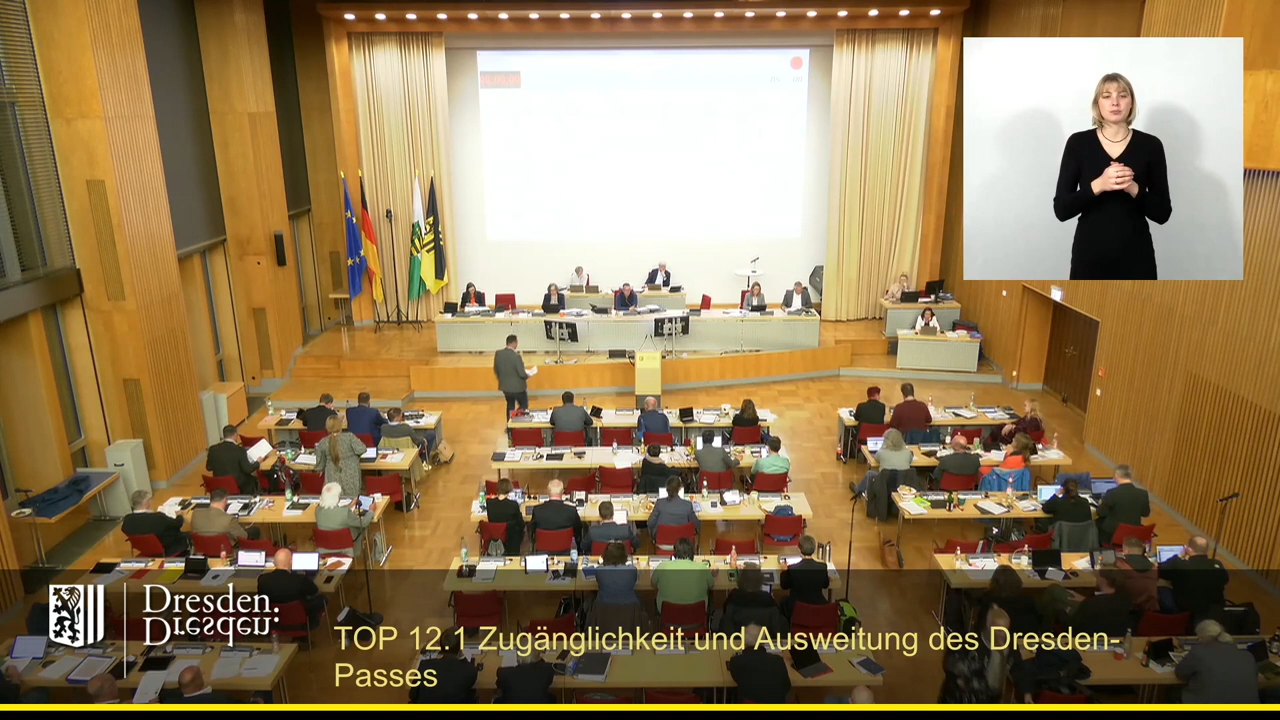 Dresden.
Dresden.
TOP 12.1 Zugänglichkeit und Ausweitung des Dresden-
Passes